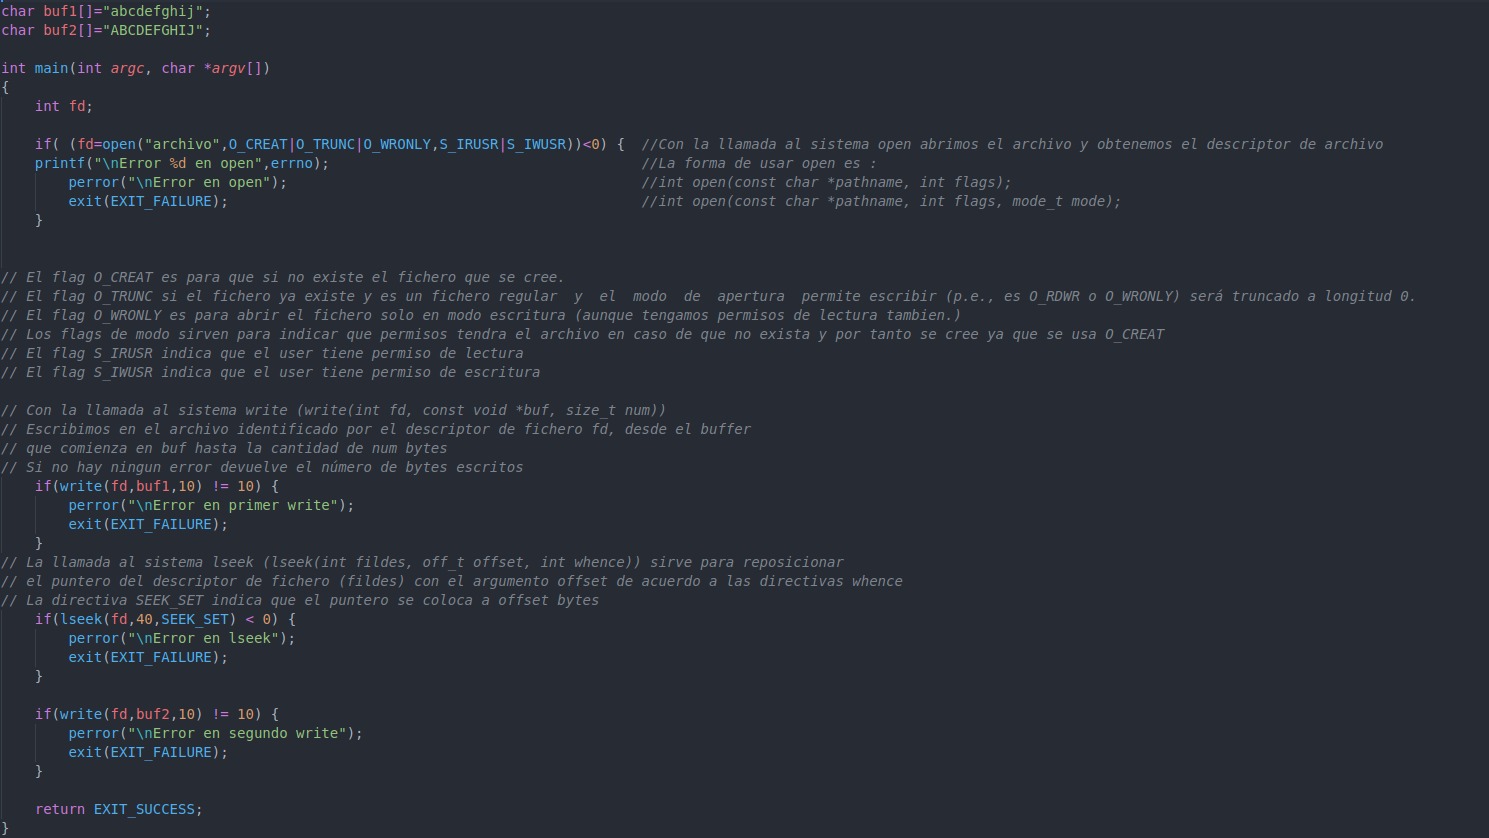 char buf1[]="abcdefghij";
char buf2[]="ABCDEFGHIJ";
int main(int argc, char *argv[])
{
int fd;
if( (fd=open("archivo",O_CREAT|O_TRUNC|O_WRONLY,S_IRUSR|S_IWUSR))<0) {  //Con la llamada al sistema open abrimos el archivo y obtenemos el descriptor de archivo
printf("\nError %d en open",errno);  //La forma de usar open es :
perror("\nError en open");  //int open(const char *pathname, int flags);
exit(EXIT_FAILURE);  //int open(const char *pathname, int flags, mode_t mode);
}
// El flag O_CREAT es para que si no existe el fichero que se cree.
// El flag O_TRUNC si el fichero ya existe y es un fichero regular  y  el  modo  de  apertura  permite escribir (p.e., es O_RDWR o O_WRONLY) será truncado a longitud 0.
// El flag O_WRONLY es para abrir el fichero solo en modo escritura (aunque tengamos permisos de lectura tambien.)
// Los flags de modo sirven para indicar que permisos tendra el archivo en caso de que no exista y por tanto se cree ya que se usa O_CREAT
// El flag S_IRUSR indica que el user tiene permiso de lectura
// El flag S_IWUSR indica que el user tiene permiso de escritura
// Con la llamada al sistema write (write(int fd, const void *buf, size_t num))
// Escribimos en el archivo identificado por el descriptor de fichero fd, desde el buffer
// que comienza en buf hasta la cantidad de num bytes
// Si no hay ningun error devuelve el número de bytes escritos
if(write(fd,buf1,10) != 10) {
perror("\nError en primer write");
exit(EXIT_FAILURE);
}
// La llamada al sistema lseek (lseek(int fildes, off_t offset, int whence)) sirve para reposicionar
// el puntero del descriptor de fichero (fildes) con el argumento offset de acuerdo a las directivas whence
// La directiva SEEK_SET indica que el puntero se coloca a offset bytes
if(lseek(fd,40,SEEK_SET) < 0) {
perror("\nError en lseek");
exit(EXIT_FAILURE);
}
if(write(fd,buf2,10) != 10) {
perror("\nError en segundo write");
exit(EXIT_FAILURE);
}
return EXIT_SUCCESS;
}